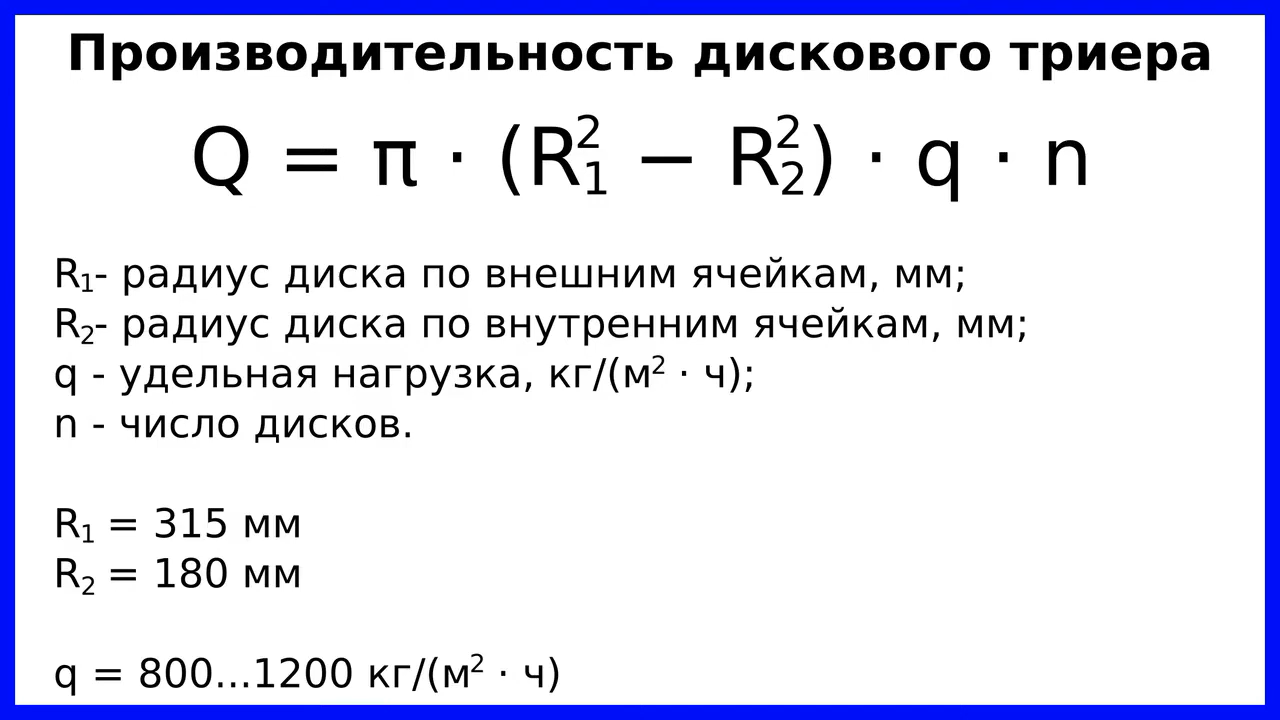 Производительность дискового триера
Q = π · (R₁² − R₂²) · q · n
R₁- радиус диска по внешним ячейкам, мм;
R₂- радиус диска по внутренним ячейкам, мм;
q - удельная нагрузка, кг/(м² · ч);
n - число дисков.
R₁ = 315 мм
R₂ = 180 мм
q = 800...1200 кг/(м² · ч)